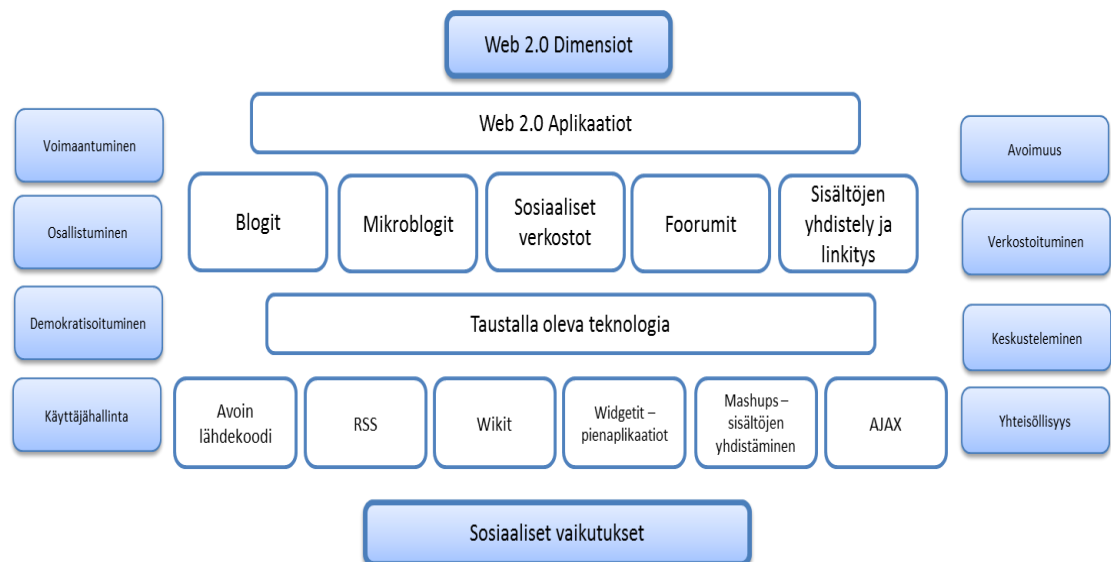 Web 2.0 Dimensiot
Web 2.0 Aplikaatiot
Voimaantuminen
Osallistuminen
Demokratisoituminen
Käyttäjähallinta
Blogit
Mikroblogit
Sosiaaliset
verkostot
Foorumit
Sisältöjen
yhdistely ja
linkitys
Taustalla oleva teknologia
Avoin
lähdekoodi
RSS
Wikit
Widgetit –
pienaplikaatiot
Mashups –
sisältöjen
yhdistäminen
AJAX
Avoimuus
Verkostoituminen
Keskusteleminen
Yhteisöllisyys
Sosiaaliset vaikutukset